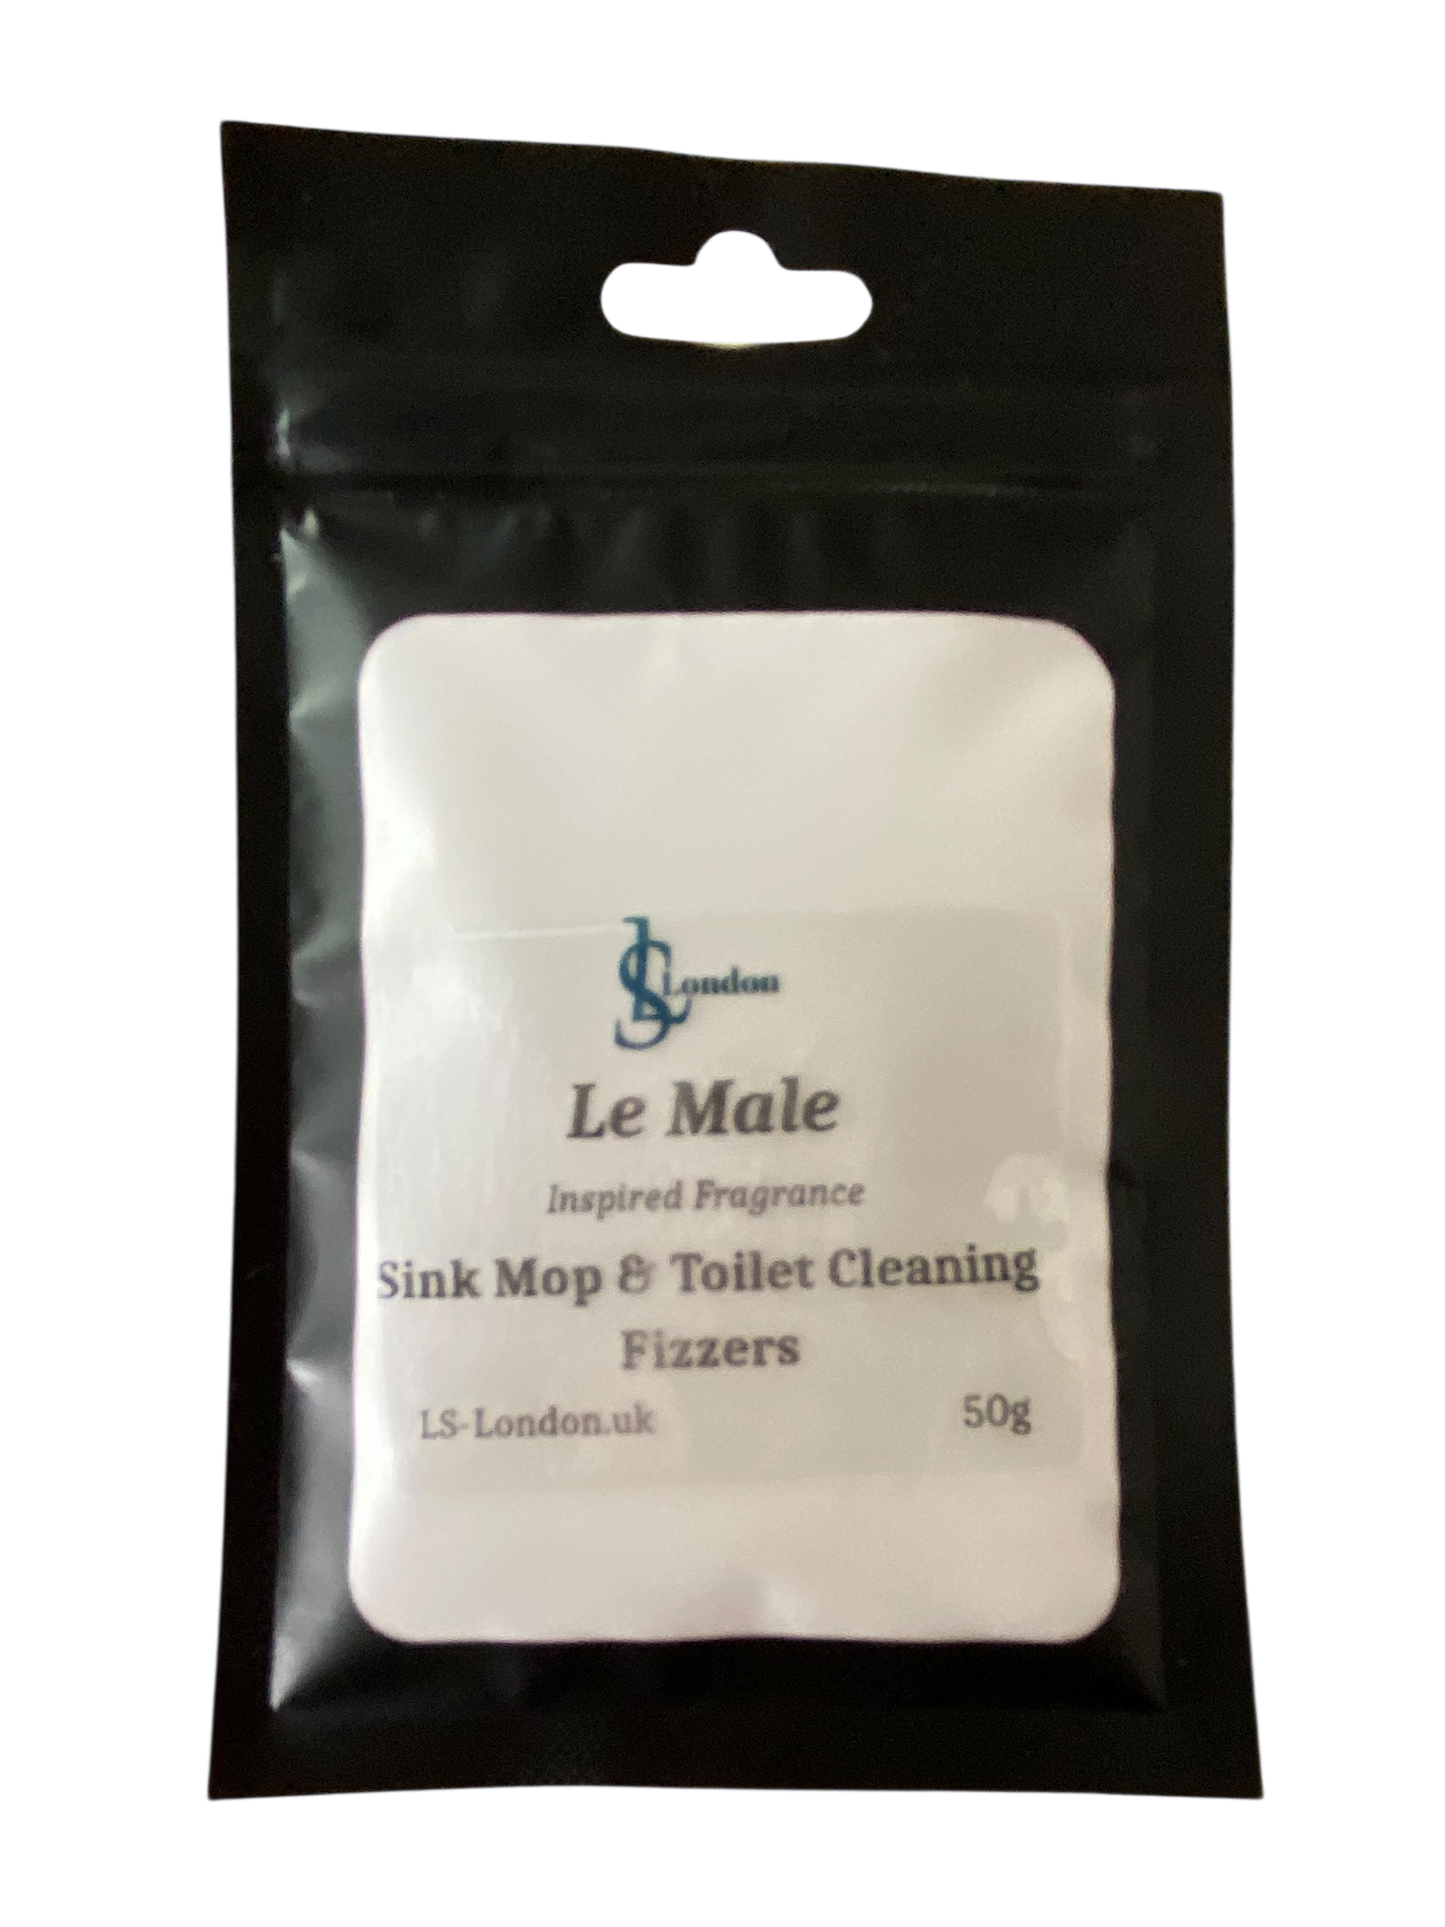 LS London
Le Male
Inspired Fragrance
Sink Mop & Toilet Cleaning
Fizzers
LS-London.uk 50g